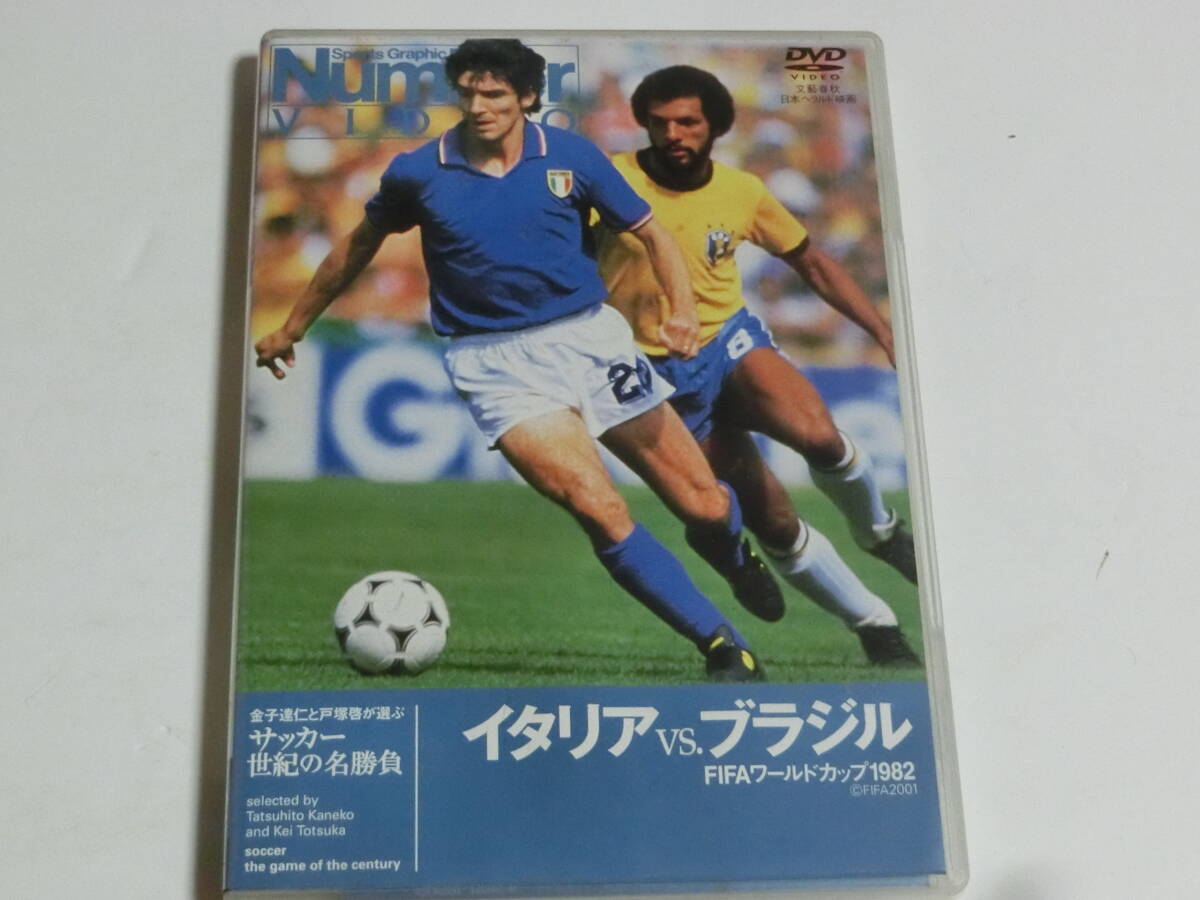 Sports Graphic
Number
VIDEO
DVD
VIDEO
文藝春秋
日本ヘラルド映画
8
20
G
金子達仁と戸塚啓が選ぶ
サッカー
世紀の名勝負
selected by
Tatsuhito Kaneko
and Kei Totsuka
soccer
the game of the century
イタリア VS. ブラジル
FIFAワールドカップ1982
©FIFA2001